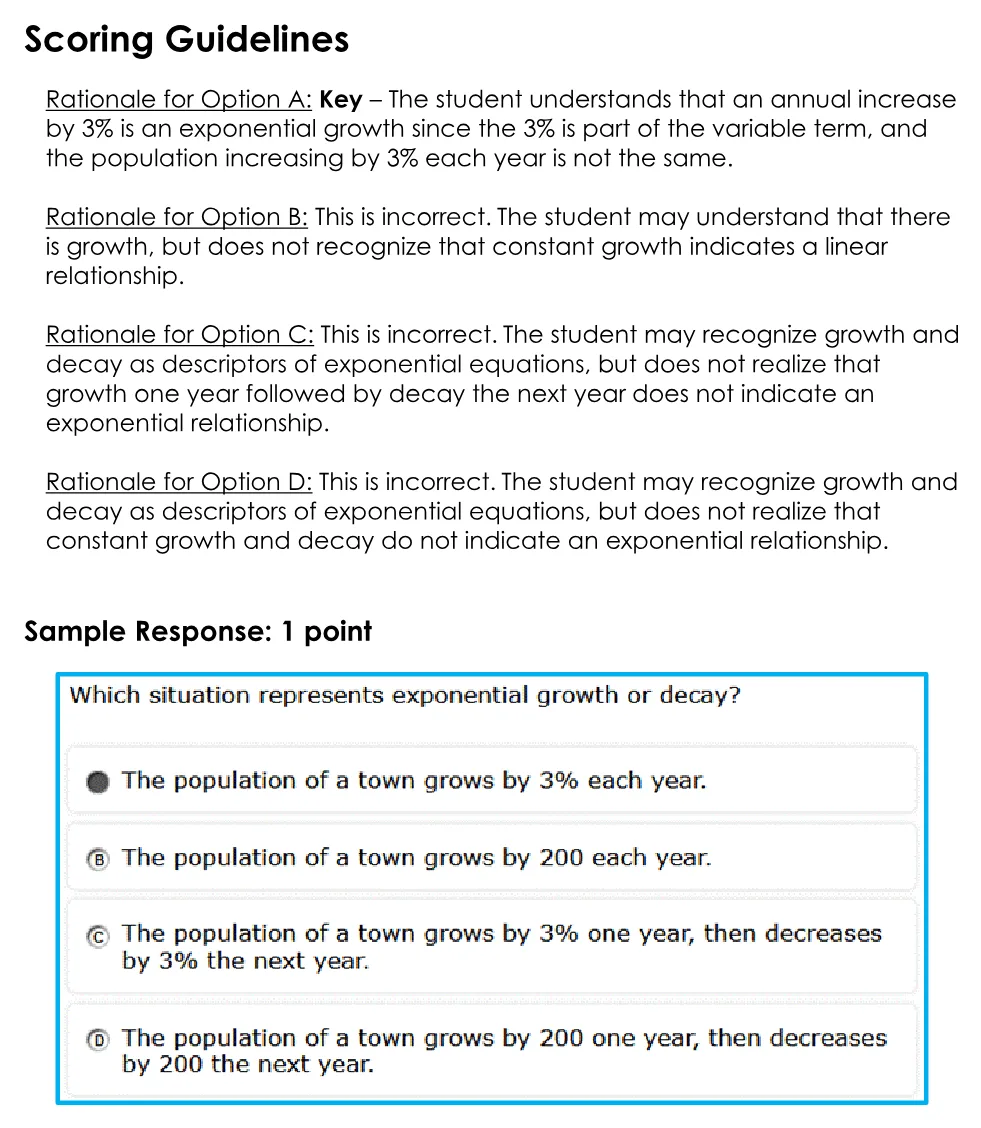 Scoring Guidelines
Rationale for Option A: Key – The student understands that an annual increase
by 3% is an exponential growth since the 3% is part of the variable term, and
the population increasing by 3% each year is not the same.
Rationale for Option B: This is incorrect. The student may understand that there
is growth, but does not recognize that constant growth indicates a linear
relationship.
Rationale for Option C: This is incorrect. The student may recognize growth and
decay as descriptors of exponential equations, but does not realize that
growth one year followed by decay the next year does not indicate an
exponential relationship.
Rationale for Option D: This is incorrect. The student may recognize growth and
decay as descriptors of exponential equations, but does not realize that
constant growth and decay do not indicate an exponential relationship.
Sample Response: 1 point
Which situation represents exponential growth or decay?
The population of a town grows by 3% each year.
B The population of a town grows by 200 each year.
C The population of a town grows by 3% one year, then decreases
by 3% the next year.
D The population of a town grows by 200 one year, then decreases
by 200 the next year.